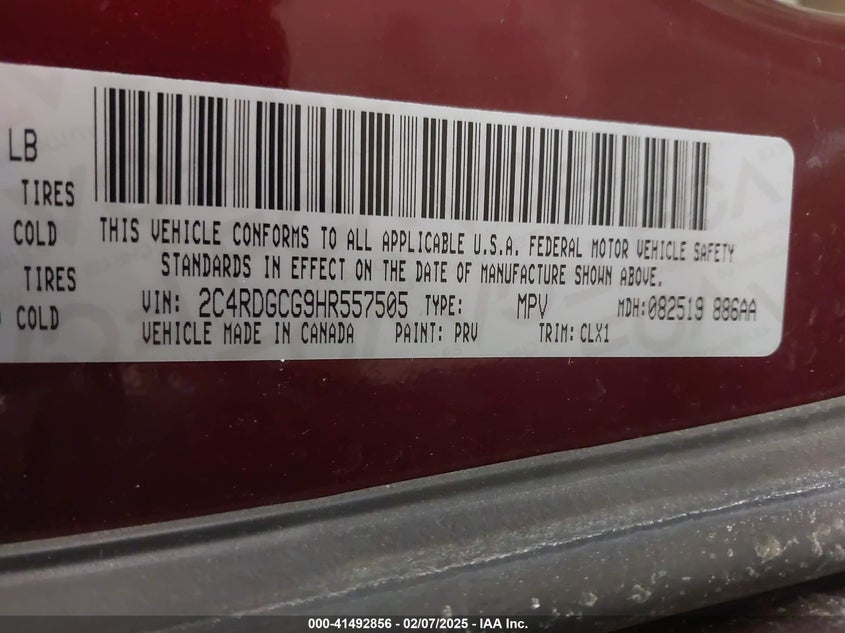 LB
TIRES
COLD
TIRES
COLD
THIS VEHICLE CONFORMS TO ALL APPLICABLE U.S.A. FEDERAL MOTOR VEHICLE SAFETY
STANDARDS IN EFFECT ON THE DATE OF MANUFACTURE SHOWN ABOVE.
VIN: 2C4RDGCG9HR557505 TYPE: MPV MDH:082519 886AA
VEHICLE MADE IN CANADA PAINT: PRV TRIM: CLX1
000-41492856 - 02/07/2025 - IAA Inc.